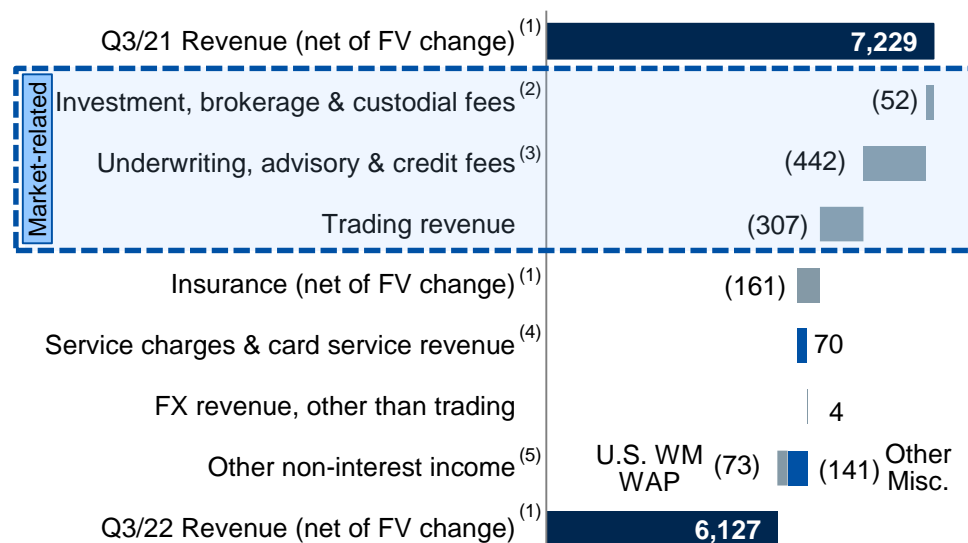 Q3/21 Revenue (net of FV change) (1) 7,229
Market-related
Investment, brokerage & custodial fees (2) (52)
Underwriting, advisory & credit fees (3) (442)
Trading revenue (307)
Insurance (net of FV change) (1) (161)
Service charges & card service revenue (4) 70
FX revenue, other than trading 4
Other non-interest income (5) U.S. WM WAP (73) (141) Other Misc.
Q3/22 Revenue (net of FV change) (1) 6,127